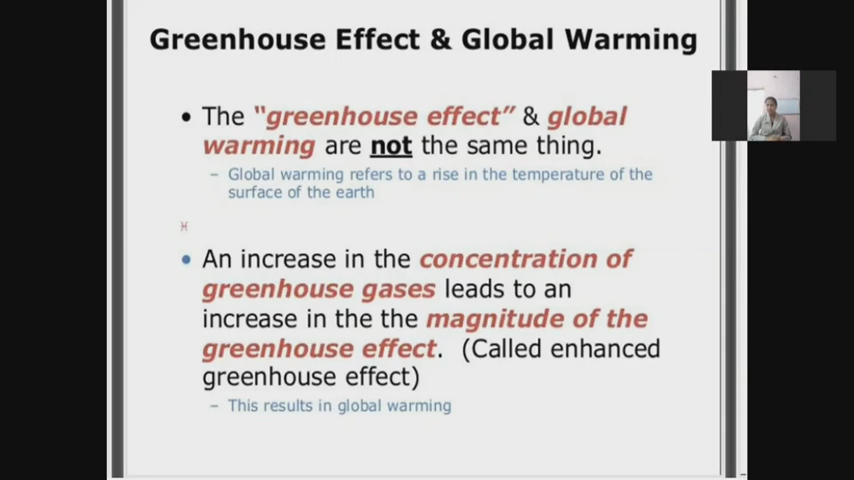 Greenhouse Effect & Global Warming
• The “greenhouse effect” & global
warming are not the same thing.
– Global warming refers to a rise in the temperature of the
surface of the earth
• An increase in the concentration of
greenhouse gases leads to an
increase in the the magnitude of the
greenhouse effect. (Called enhanced
greenhouse effect)
– This results in global warming